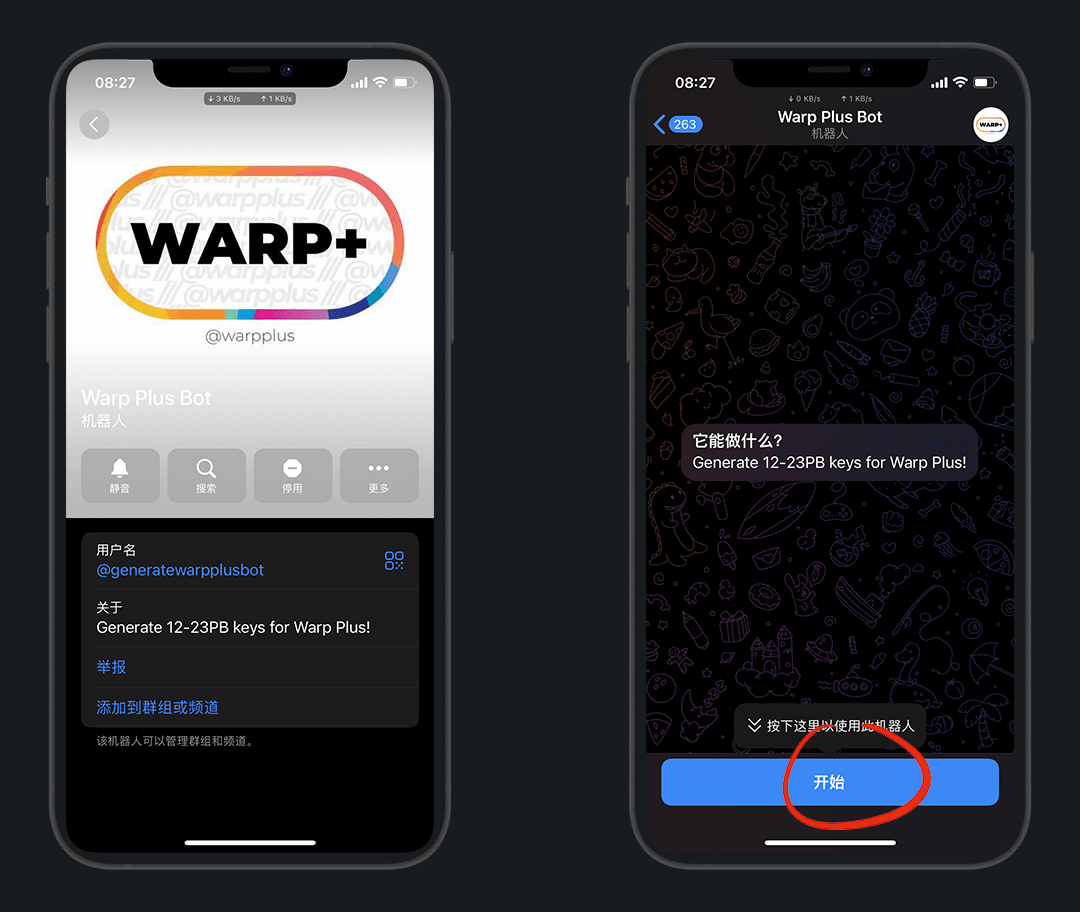 08:27
↓ 3 KB/s ↑ 1 KB/s
@warpplus /// @warpplus
WARP+
@warpplus
Warp Plus Bot
机器人
静音
搜索
停用
更多
用户名
@generatewarpplusbot
关于
Generate 12-23PB keys for Warp Plus!
举报
添加到群组或频道
该机器人可以管理群组和频道。
08:27
↓ 0 KB/s ↑ 1 KB/s
263
Warp Plus Bot
机器人
WARP+
它能做什么?
Generate 12-23PB keys for Warp Plus!
按下这里以使用此机器人
开始